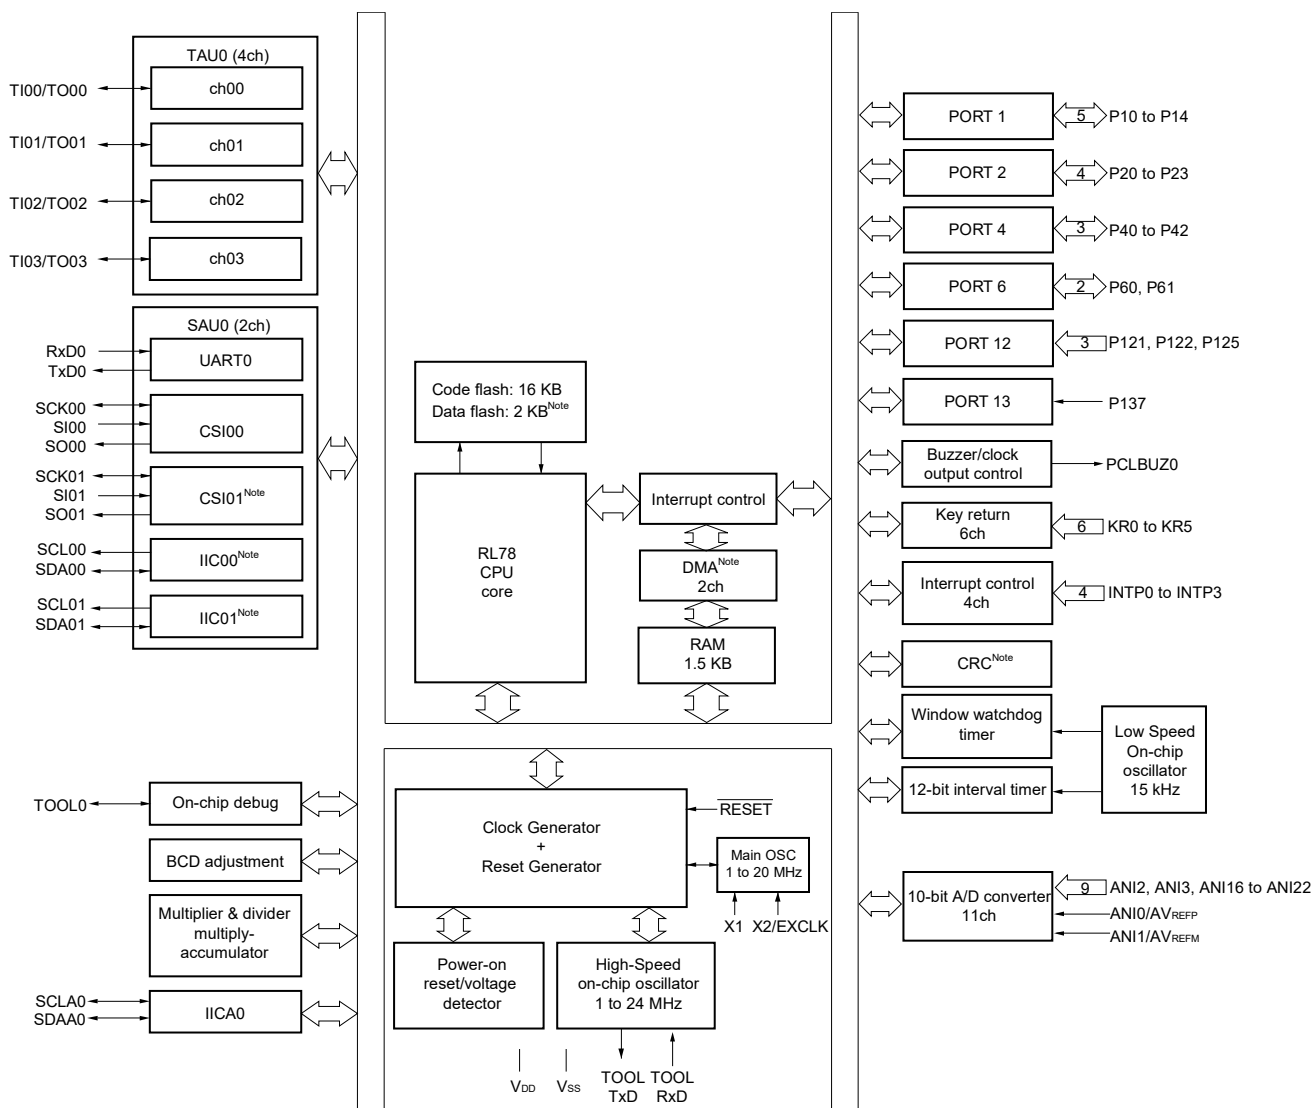 TAU0 (4ch)
TI00/TO00
ch00
TI01/TO01
ch01
TI02/TO02
ch02
TI03/TO03
ch03
SAU0 (2ch)
RxD0
TxD0
UART0
SCK00
SI00
SO00
CSI00
SCK01
SI01
SO01
CSI01Note
SCL00
SDA00
IIC00Note
SCL01
SDA01
IIC01Note
TOOL0
On-chip debug
BCD adjustment
Multiplier & divider
multiply-
accumulator
SCLA0
SDAA0
IICA0
Code flash: 16 KB
Data flash: 2 KBNote
RL78
CPU
core
Interrupt control
DMANote
2ch
RAM
1.5 KB
Clock Generator
+
Reset Generator
RESET
Main OSC
1 to 20 MHz
X1
X2/EXCLK
Power-on
reset/voltage
detector
High-Speed
on-chip oscillator
1 to 24 MHz
VDD
VSS
TOOL
TxD
TOOL
RxD
PORT 1
5
P10 to P14
PORT 2
4
P20 to P23
PORT 4
3
P40 to P42
PORT 6
2
P60, P61
PORT 12
3
P121, P122, P125
PORT 13
P137
Buzzer/clock
output control
PCLBUZ0
Key return
6ch
6
KR0 to KR5
Interrupt control
4ch
4
INTP0 to INTP3
CRCNote
Window watchdog
timer
12-bit interval timer
Low Speed
On-chip
oscillator
15 kHz
10-bit A/D converter
11ch
9
ANI2, ANI3, ANI16 to ANI22
ANI0/AVREFP
ANI1/AVREFM